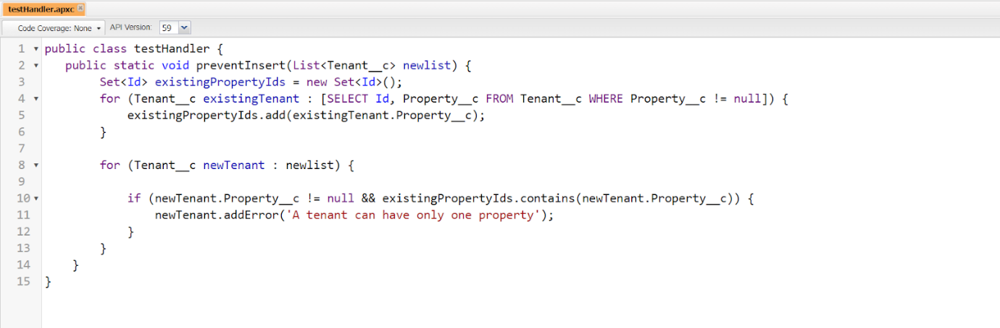 testHandler.apxc
Code Coverage: None API Version: 59
1 public class testHandler {
2 public static void preventInsert(List<Tenant__c> newlist) {
3 Set<Id> existingPropertyIds = new Set<Id>();
4 for (Tenant__c existingTenant : [SELECT Id, Property__c FROM Tenant__c WHERE Property__c != null]) {
5 existingPropertyIds.add(existingTenant.Property__c);
6 }
7
8 for (Tenant__c newTenant : newlist) {
9
10 if (newTenant.Property__c != null && existingPropertyIds.contains(newTenant.Property__c)) {
11 newTenant.addError('A tenant can have only one property');
12 }
13 }
14 }
15 }